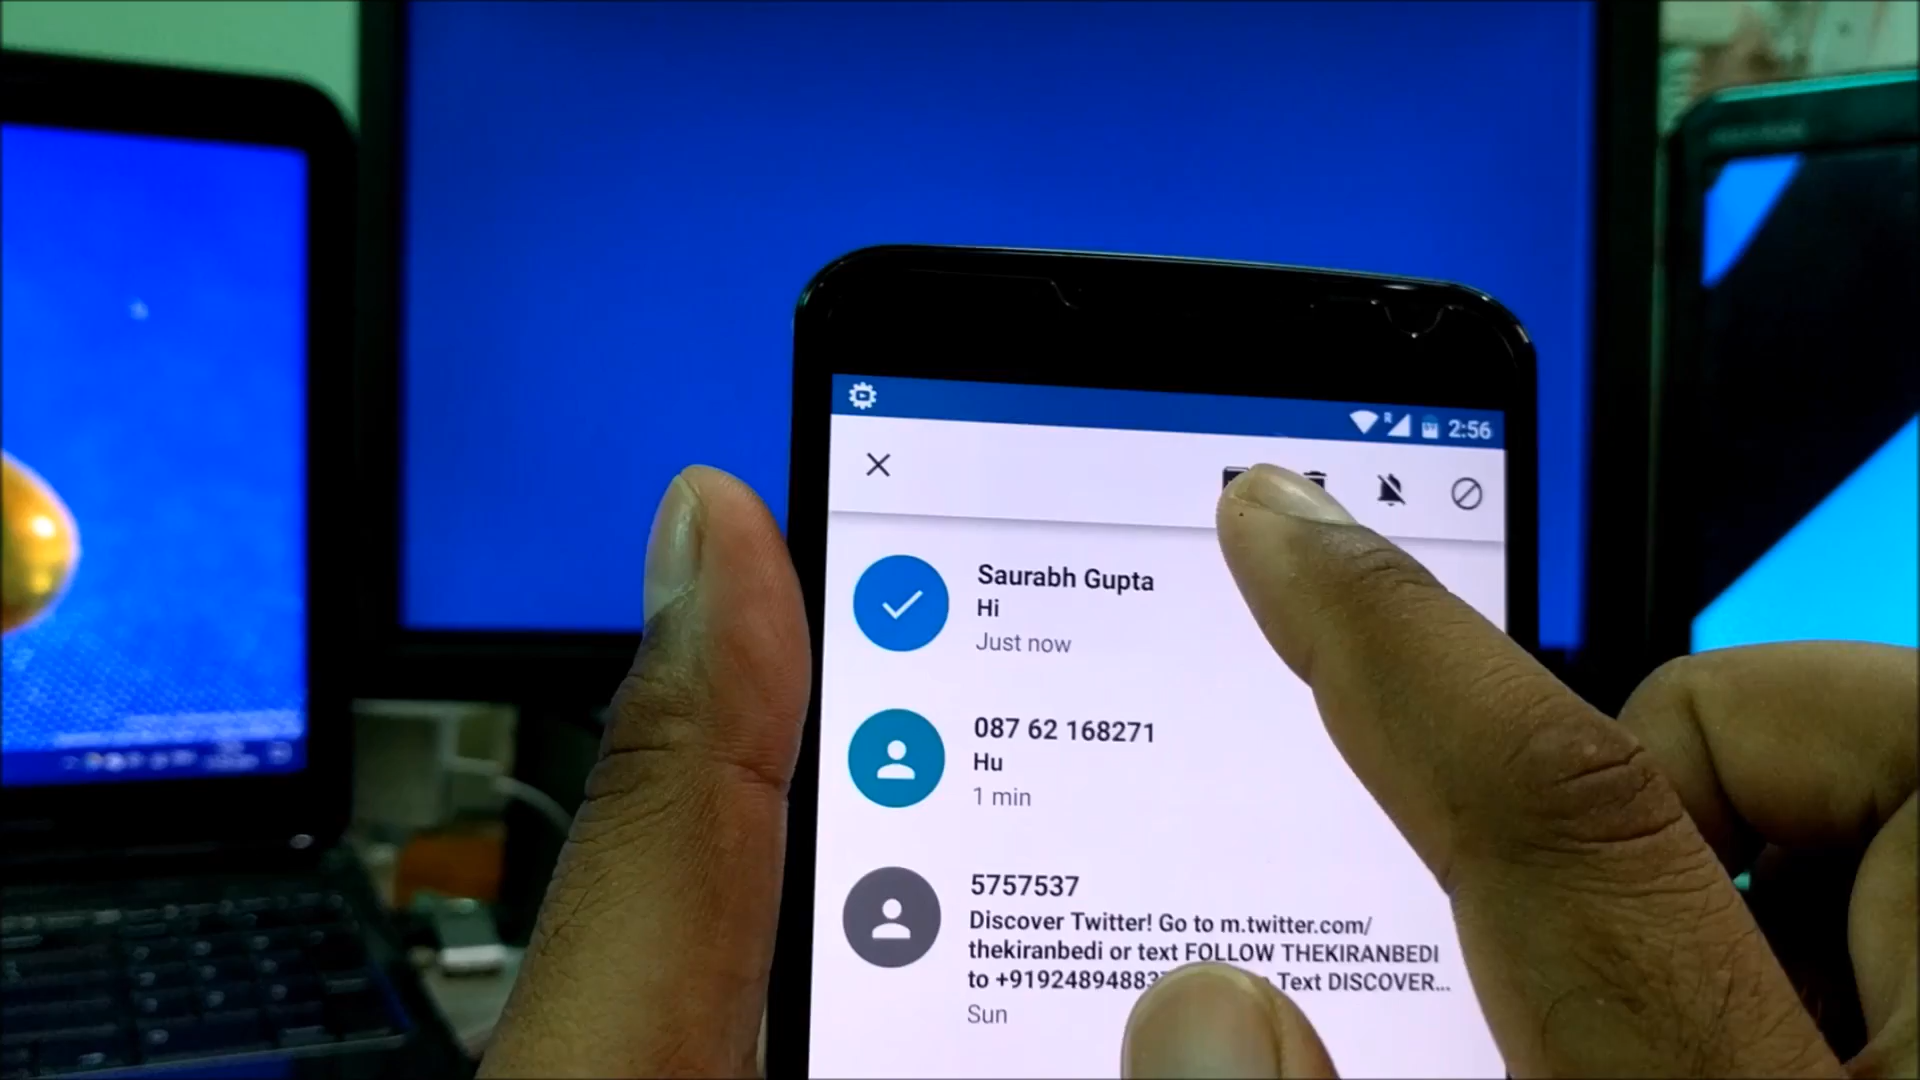 R
2:56
Saurabh Gupta
Hi
Just now
087 62 168271
Hu
1 min
5757537
Discover Twitter! Go to m.twitter.com/
thekiranbedi or text FOLLOW THEKIRANBEDI
to Text DISCOVER...
Sun